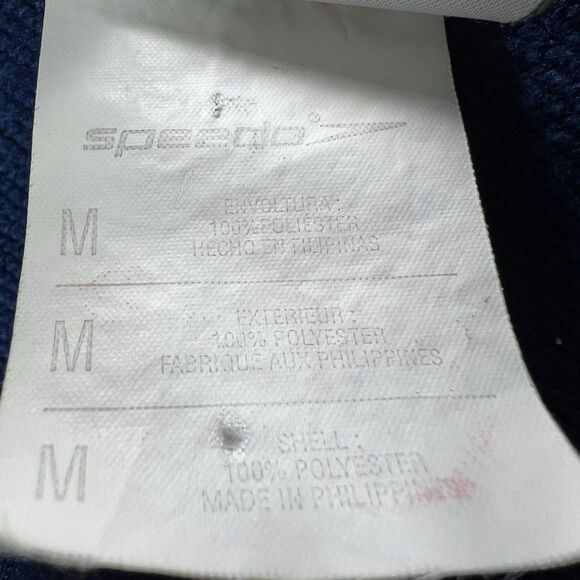 speedo®
M
ENVOLTURA :
100% POLIESTER
HECHO EN FILIPINAS
M
EXTERIEUR :
100% POLYESTER
FABRIQUÉ AUX PHILIPPINES
M
SHELL :
100% POLYESTER
MADE IN PHILIPPINES